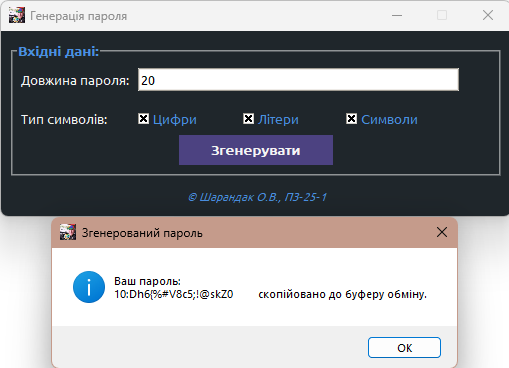 Генерація пароля
Вхідні дані:
Довжина пароля: 20
Тип символів: Цифри Літери Символи
Згенерувати
© Шарандак О.В., ПЗ-25-1
Згенерований пароль
Ваш пароль:
10:Dh6{%#V8c5;!@skZ0 скопійовано до буферу обміну.
OK